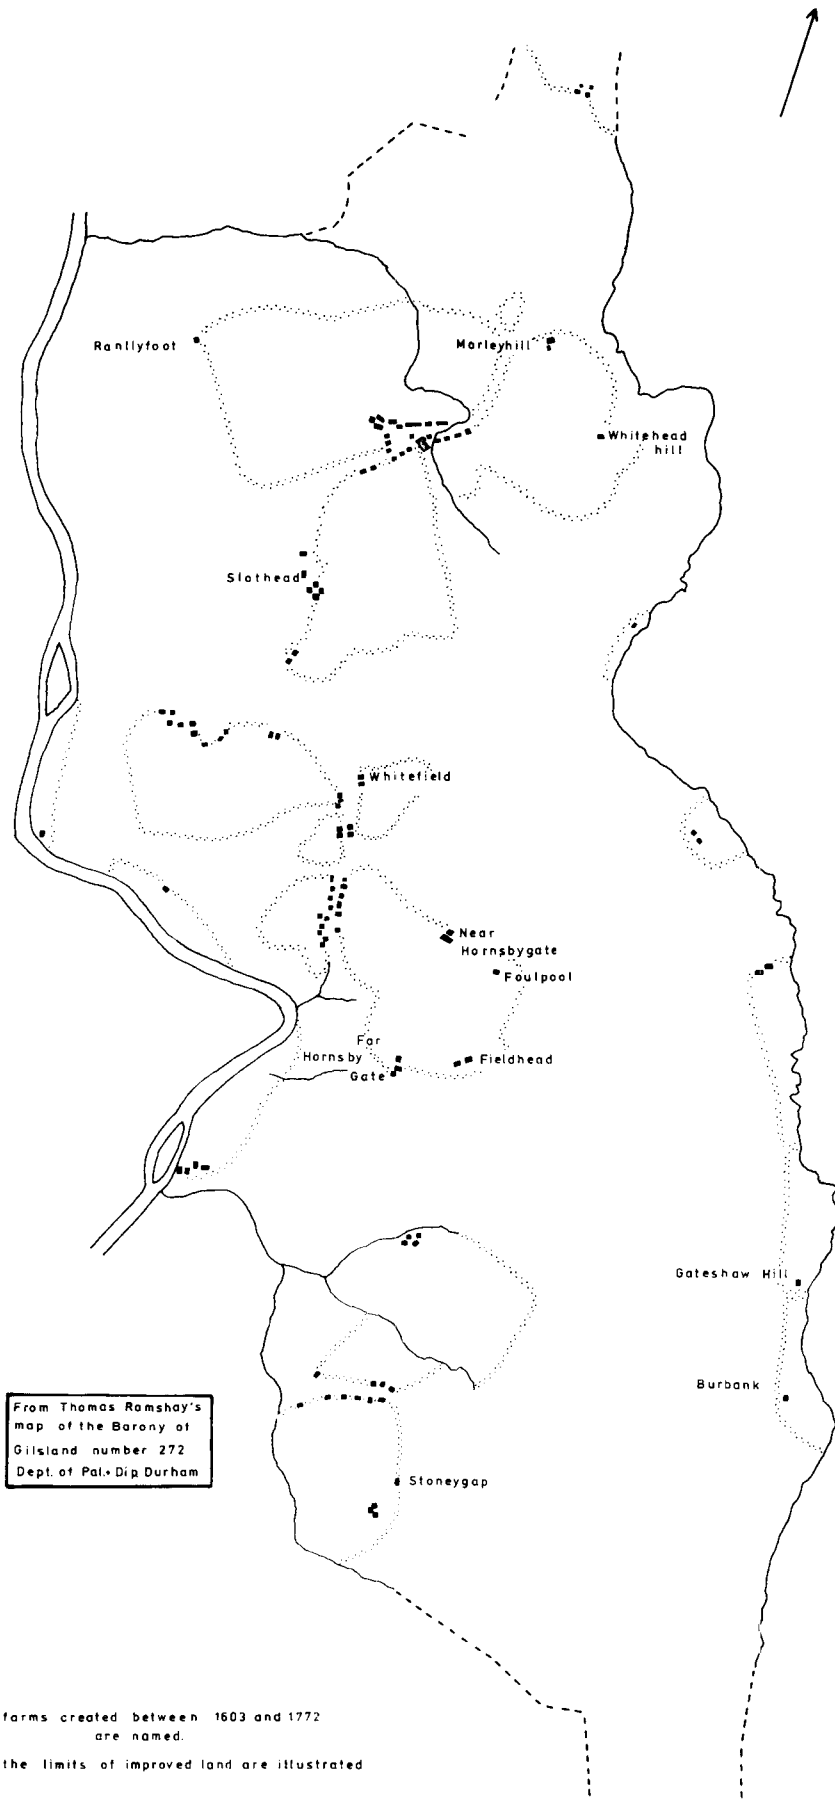 Rantlyfoot
Morleyhill
Whitehead
hill
Slothead
Whitefield
Near
Hornsbygate
Foulpool
Far
Hornsby
Gate
Fieldhead
Gateshaw Hill
Burbank
From Thomas Ramshay's
map of the Barony of
Gilsland number 272
Dept. of Pal.+ Dip Durham
Stoneygap
farms created between 1603 and 1772
are named.
the limits of improved land are illustrated